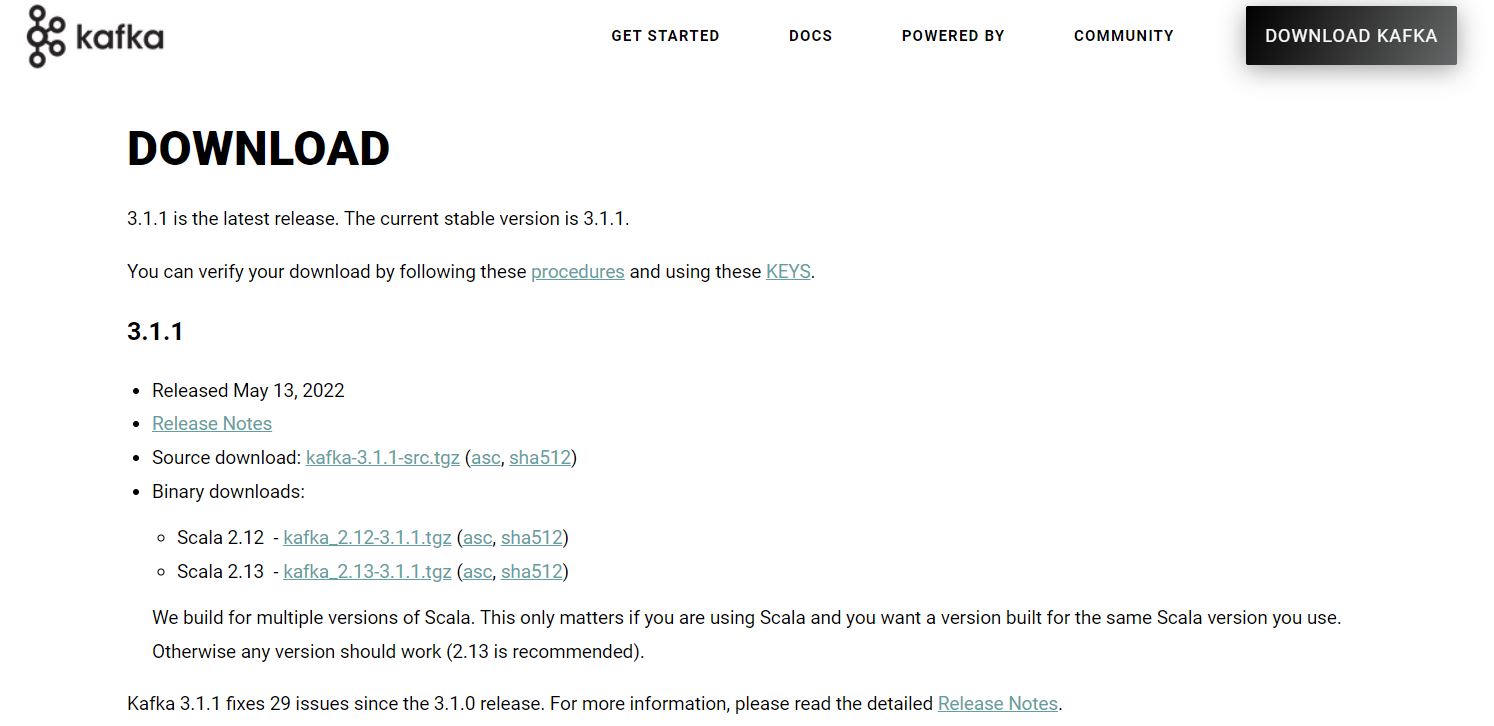 kafka
GET STARTED
DOCS
POWERED BY
COMMUNITY
DOWNLOAD KAFKA
DOWNLOAD
3.1.1 is the latest release. The current stable version is 3.1.1.
You can verify your download by following these procedures and using these KEYS.
3.1.1
Released May 13, 2022
Release Notes
Source download: kafka-3.1.1-src.tgz (asc, sha512)
Binary downloads:
Scala 2.12 - kafka_2.12-3.1.1.tgz (asc, sha512)
Scala 2.13 - kafka_2.13-3.1.1.tgz (asc, sha512)
We build for multiple versions of Scala. This only matters if you are using Scala and you want a version built for the same Scala version you use.
Otherwise any version should work (2.13 is recommended).
Kafka 3.1.1 fixes 29 issues since the 3.1.0 release. For more information, please read the detailed Release Notes.